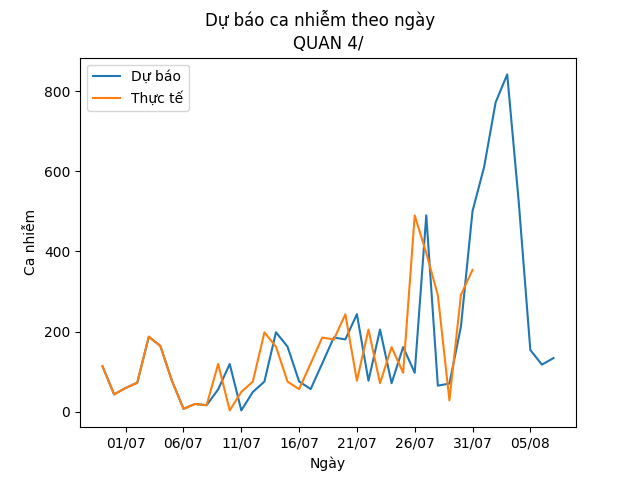 Dự báo ca nhiễm theo ngày
QUAN 4/
Dự báo
Thực tế
800
600
400
200
0
Ca nhiễm
01/07 06/07 11/07 16/07 21/07 26/07 31/07 05/08
Ngày